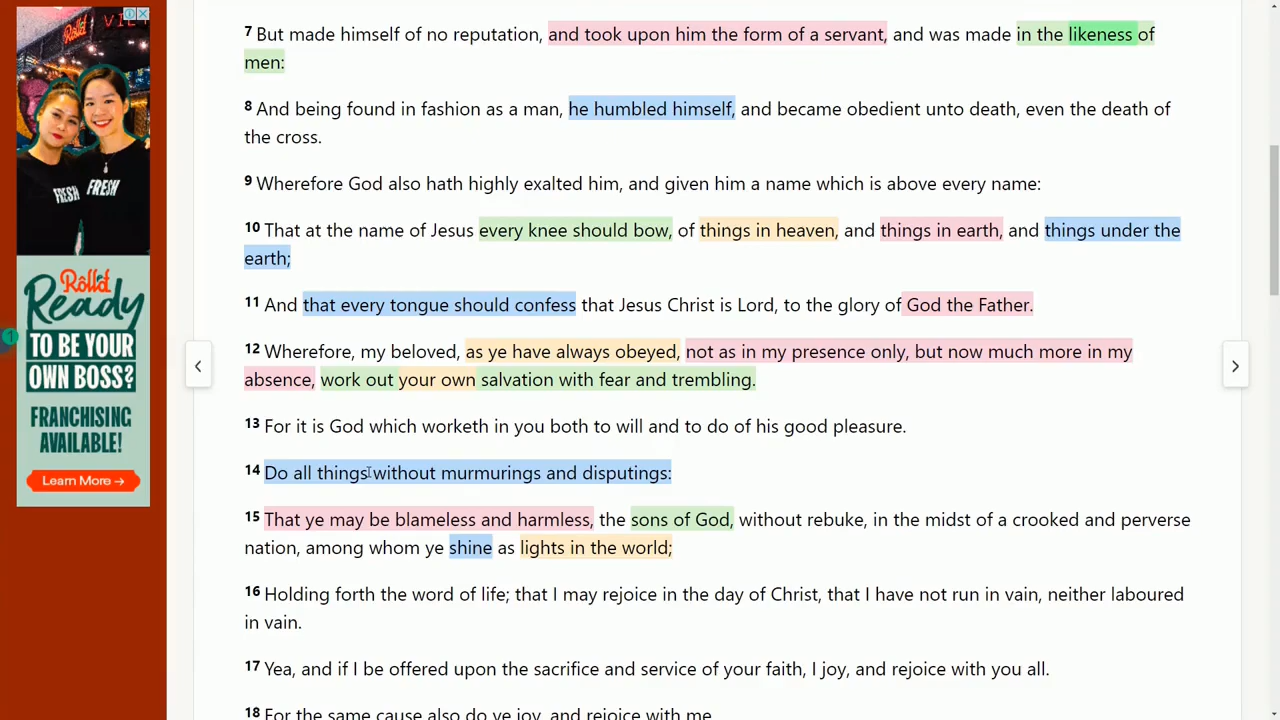 7 But made himself of no reputation, and took upon him the form of a servant, and was made in the likeness of
men:
8 And being found in fashion as a man, he humbled himself, and became obedient unto death, even the death of
the cross.
9 Wherefore God also hath highly exalted him, and given him a name which is above every name:
10 That at the name of Jesus every knee should bow, of things in heaven, and things in earth, and things under the
earth;
11 And that every tongue should confess that Jesus Christ is Lord, to the glory of God the Father.
12 Wherefore, my beloved, as ye have always obeyed, not as in my presence only, but now much more in my
absence, work out your own salvation with fear and trembling.
13 For it is God which worketh in you both to will and to do of his good pleasure.
14 Do all things without murmurings and disputings:
15 That ye may be blameless and harmless, the sons of God, without rebuke, in the midst of a crooked and perverse
nation, among whom ye shine as lights in the world;
16 Holding forth the word of life; that I may rejoice in the day of Christ, that I have not run in vain, neither laboured
in vain.
17 Yea, and if I be offered upon the sacrifice and service of your faith, I joy, and rejoice with you all.
18 For the same cause also do ye joy, and rejoice with me.
Roll'd
FRESH
FRESH
Roll'd
Ready
TO BE YOUR
OWN BOSS?
FRANCHISING
AVAILABLE!
Learn More →
1